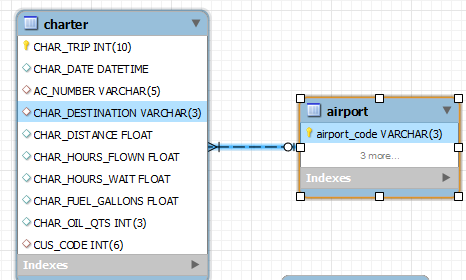 charter
CHAR_TRIP INT(10)
CHAR_DATE DATETIME
AC_NUMBER VARCHAR(5)
CHAR_DESTINATION VARCHAR(3)
CHAR_DISTANCE FLOAT
CHAR_HOURS_FLOWN FLOAT
CHAR_HOURS_WAIT FLOAT
CHAR_FUEL_GALLONS FLOAT
CHAR_OIL_QTS INT(3)
CUS_CODE INT(6)
Indexes
airport
airport_code VARCHAR(3)
3 more...
Indexes